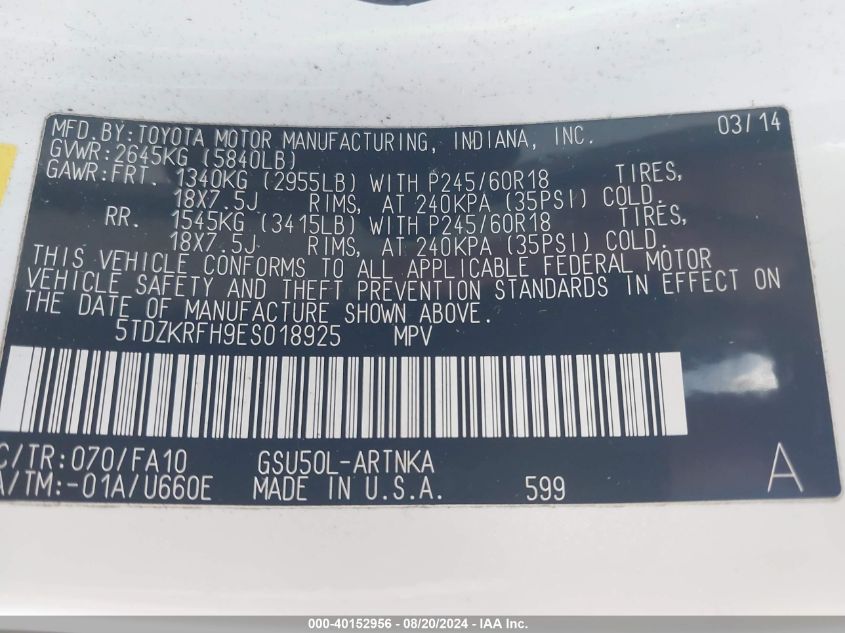 MFD.BY:TOYOTA MOTOR MANUFACTURING, INDIANA, INC. 03/14
GVWR:2645KG (5840LB)
GAWR:FRT. 1340KG (2955LB) WITH P245/60R18 TIRES,
18X7.5J RIMS, AT 240KPA (35PSI) COLD.
RR. 1545KG (3415LB) WITH P245/60R18 TIRES,
18X7.5J RIMS, AT 240KPA (35PSI) COLD.
THIS VEHICLE CONFORMS TO ALL APPLICABLE FEDERAL MOTOR
VEHICLE SAFETY AND THEFT PREVENTION STANDARDS IN EFFECT ON
THE DATE OF MANUFACTURE SHOWN ABOVE.
5TDZKRFH9ES018925 MPV
C/TR:070/FA10 GSU50L-ARTNKA
A/TM:-01A/U660E MADE IN U.S.A. 599 A
000-40152956 | 08/20/2024 - IAA Inc.